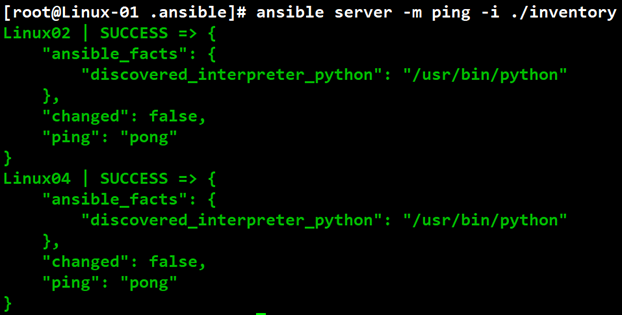 [root@Linux-01 .ansible]# ansible server -m ping -i ./inventory
Linux02 | SUCCESS => {
    "ansible_facts": {
        "discovered_interpreter_python": "/usr/bin/python"
    },
    "changed": false,
    "ping": "pong"
}
Linux04 | SUCCESS => {
    "ansible_facts": {
        "discovered_interpreter_python": "/usr/bin/python"
    },
    "changed": false,
    "ping": "pong"
}